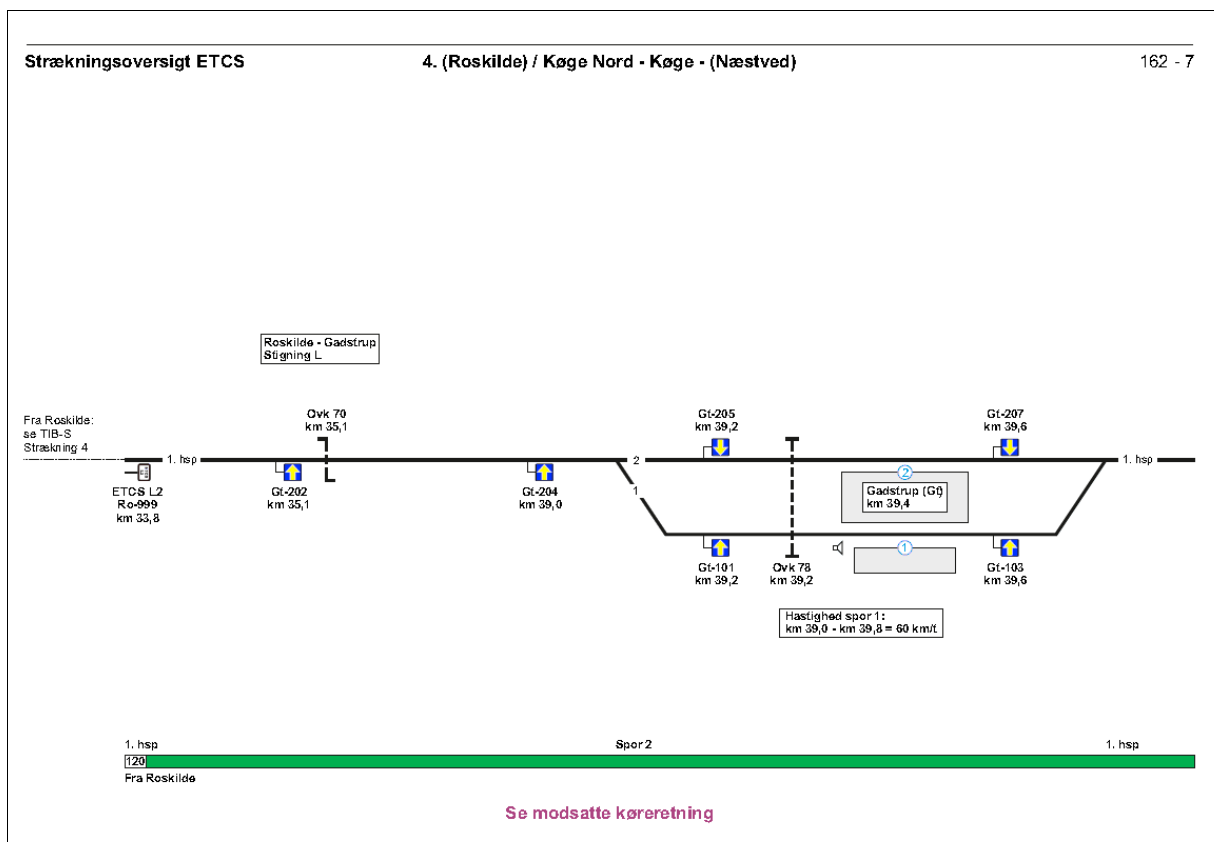 Strækningsoversigt ETCS
4. (Roskilde) / Køge Nord - Køge - (Næstved)
162 - 7
Roskilde - Gadstrup
Stigning L
Fra Roskilde:
se TIB-S
Strækning 4
1. hsp
ETCS L2
Ro-999
km 33,8
Gt-202
km 35,1
Ovk 70
km 35,1
Gt-204
km 39,0
2
1
Gt-205
km 39,2
Gt-207
km 39,6
1. hsp
2
Gadstrup (Gt)
km 39,4
1
Gt-101
km 39,2
Ovk 78
km 39,2
Gt-103
km 39,6
Hastighed spor 1:
km 39,0 - km 39,8 = 60 km/t
1. hsp
Spor 2
1. hsp
120
Fra Roskilde
Se modsatte køreretning